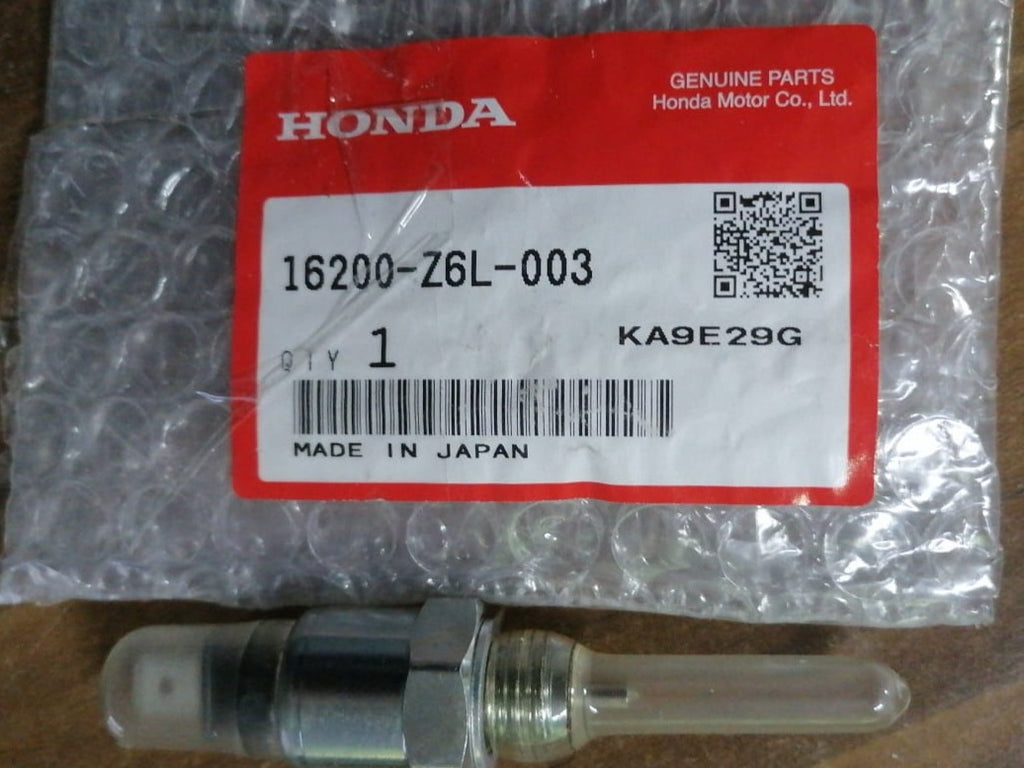 HONDA
GENUINE PARTS
Honda Motor Co., Ltd.
16200-Z6L-003
QTY 1
KA9E29G
MADE IN JAPAN